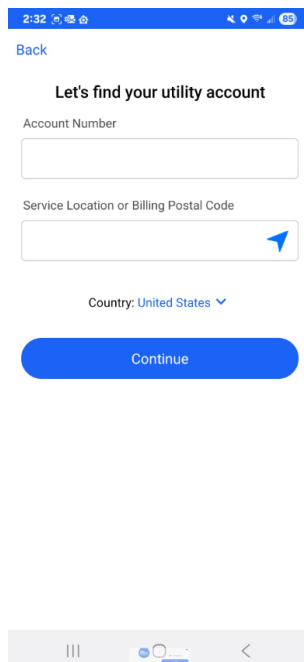 2:32
85
Back
Let's find your utility account
Account Number
Service Location or Billing Postal Code
Country: United States
Continue